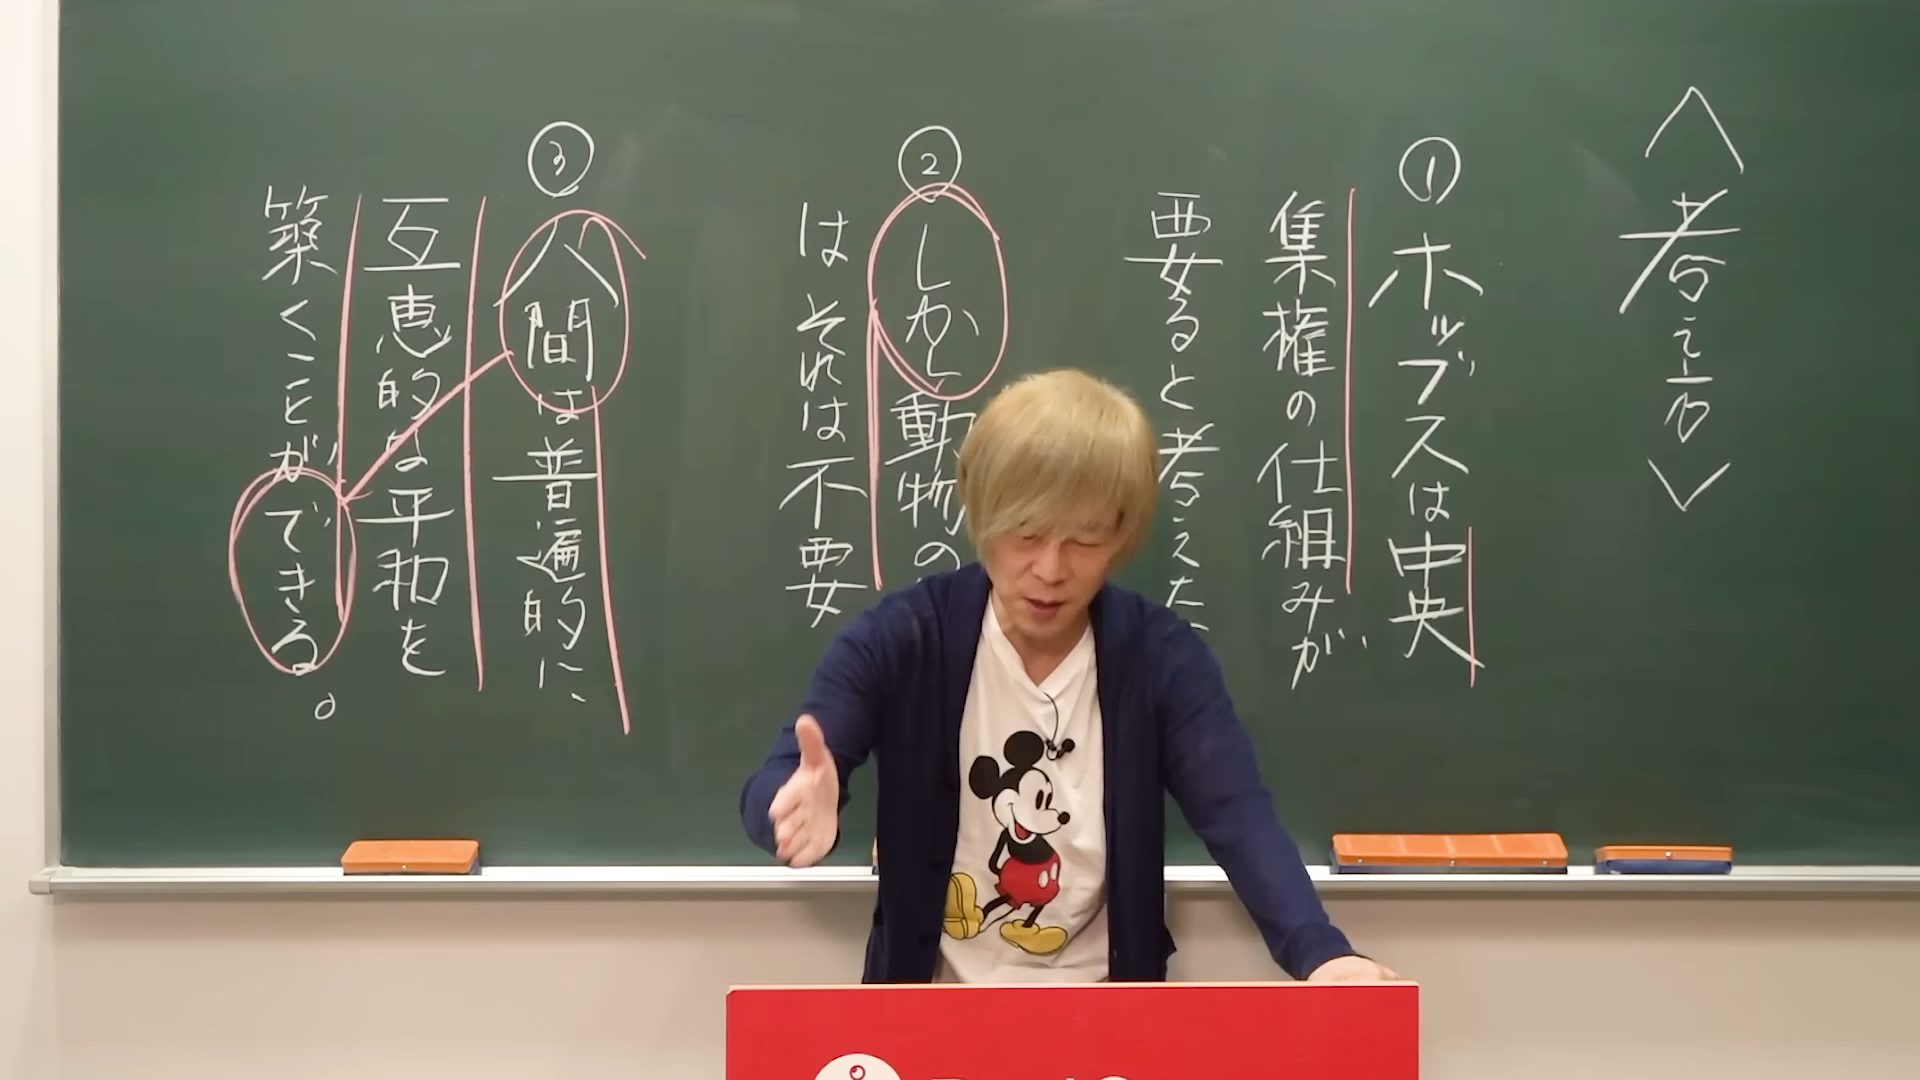 〈考え方〉
①ホッブスは中央
集権の仕組みが
要ると考えた
②しかし動物の
はそれは不要
③人間は普遍的に
互恵的な平和を
築くことができる。